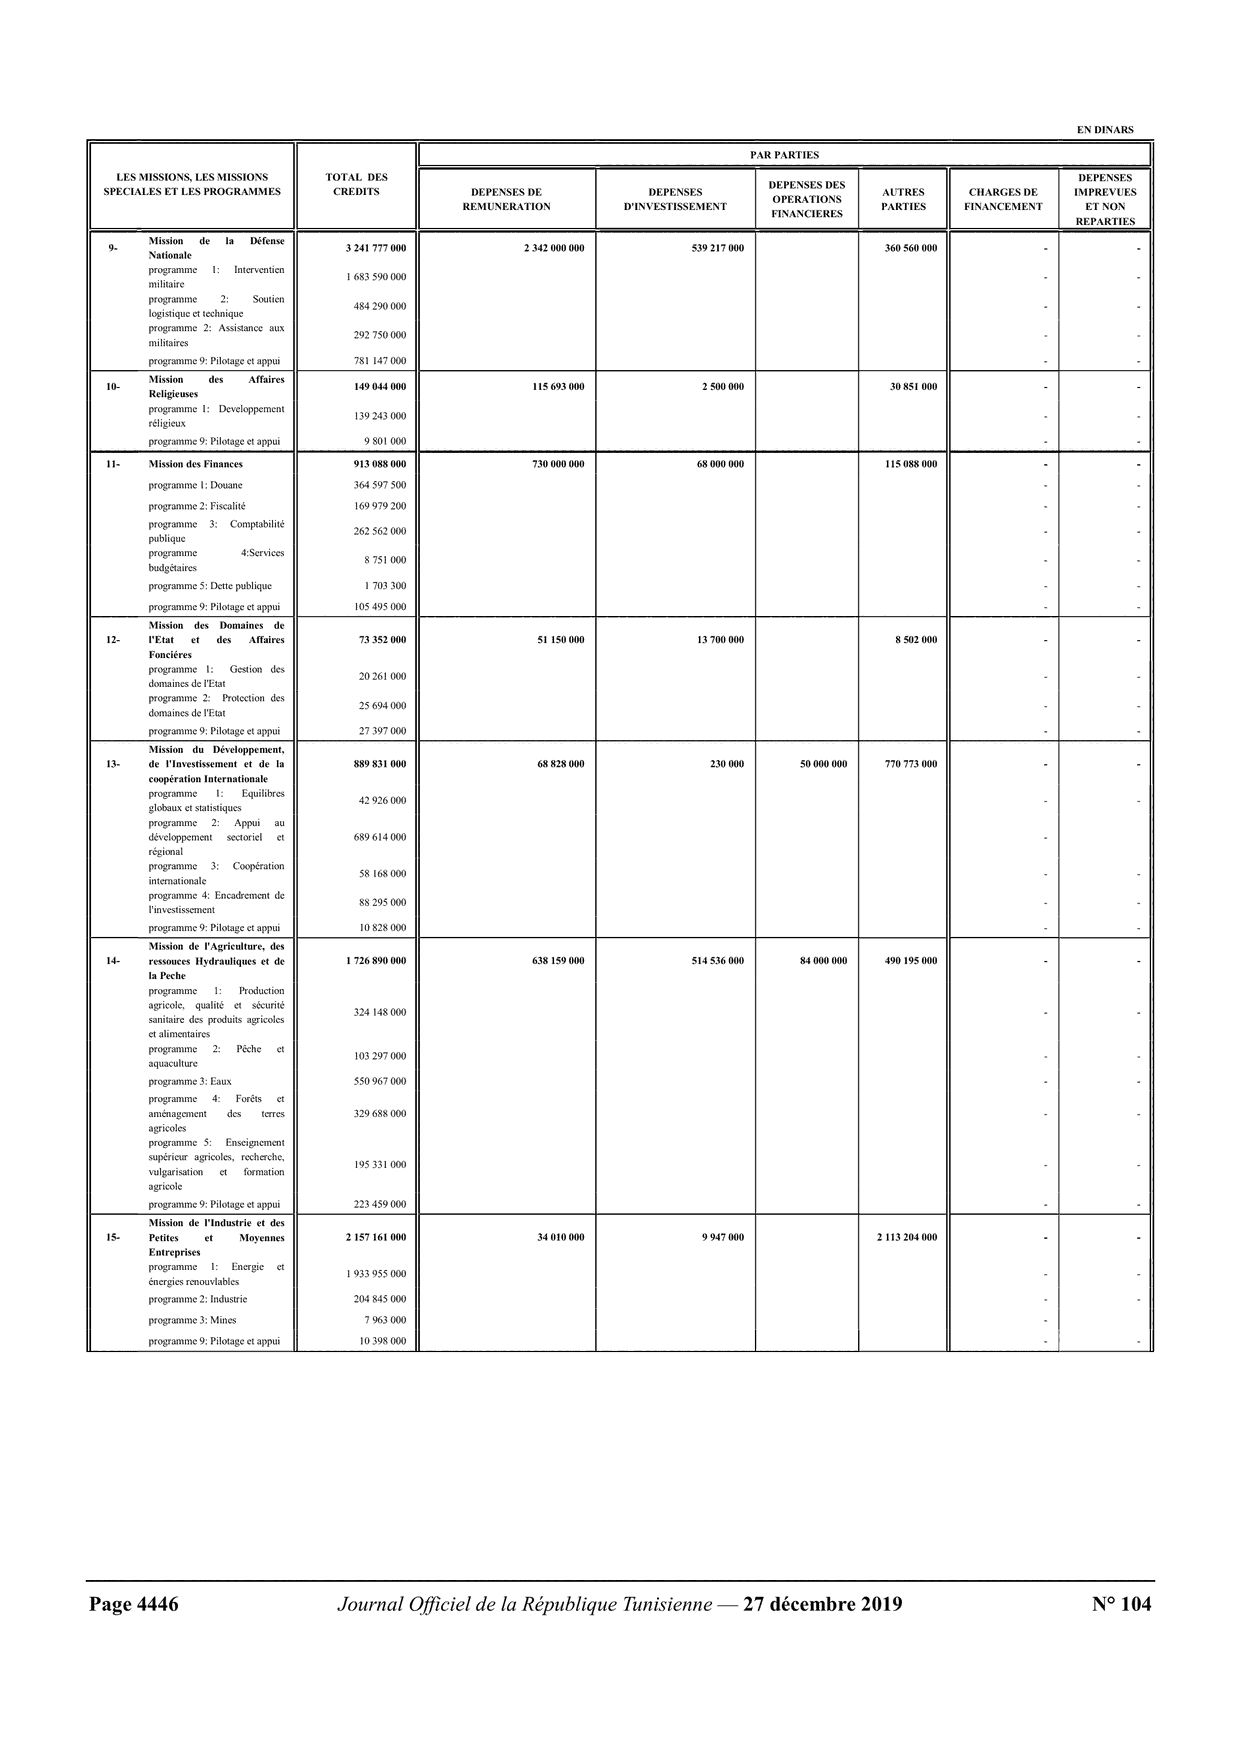 EN DINARS
LES MISSIONS, LES MISSIONS SPECIALES ET LES PROGRAMMES
TOTAL DES CREDITS
PAR PARTIES
DEPENSES DE REMUNERATION
DEPENSES D'INVESTISSEMENT
DEPENSES DES OPERATIONS FINANCIERES
AUTRES PARTIES
CHARGES DE FINANCEMENT
DEPENSES IMPREVUES ET NON REPARTIES
9- Mission de la Défense Nationale 3 241 777 000 2 342 000 000 539 217 000 360 560 000 - -
programme 1: Intervention militaire 1 683 590 000 - -
programme 2: Soutien logistique et technique 484 290 000 - -
programme 2: Assistance aux militaires 292 750 000 - -
programme 9: Pilotage et appui 781 147 000 - -
10- Mission des Affaires Religieuses 149 044 000 115 693 000 2 500 000 30 851 000 - -
programme 1: Developpement réligieux 139 243 000 - -
programme 9: Pilotage et appui 9 801 000 - -
11- Mission des Finances 913 088 000 730 000 000 68 000 000 115 088 000 - -
programme 1: Douane 364 597 500 - -
programme 2: Fiscalité 169 979 200 - -
programme 3: Comptabilité publique 262 562 000 - -
programme 4:Services budgétaires 8 751 000 - -
programme 5: Dette publique 1 703 300 - -
programme 9: Pilotage et appui 105 495 000 - -
12- Mission des Domaines de l'Etat et des Affaires Fonciéres 73 352 000 51 150 000 13 700 000 8 502 000 - -
programme 1: Gestion des domaines de l'Etat 20 261 000 - -
programme 2: Protection des domaines de l'Etat 25 694 000 - -
programme 9: Pilotage et appui 27 397 000 - -
13- Mission du Développement, de l'Investissement et de la coopération Internationale 889 831 000 68 828 000 230 000 50 000 000 770 773 000 - -
programme 1: Equilibres globaux et statistiques 42 926 000 - -
programme 2: Appui au développement sectoriel et régional 689 614 000 - -
programme 3: Coopération internationale 58 168 000 - -
programme 4: Encadrement de l'investissement 88 295 000 - -
programme 9: Pilotage et appui 10 828 000 - -
14- Mission de l'Agriculture, des ressouces Hydrauliques et de la Peche 1 726 890 000 638 159 000 514 536 000 84 000 000 490 195 000 - -
programme 1: Production agricole, qualité et sécurité sanitaire des produits agricoles et alimentaires 324 148 000 - -
programme 2: Pêche et aquaculture 103 297 000 - -
programme 3: Eaux 550 967 000 - -
programme 4: Forêts et aménagement des terres agricoles 329 688 000 - -
programme 5: Enseignement supérieur agricoles, recherche, vulgarisation et formation agricole 195 331 000 - -
programme 9: Pilotage et appui 223 459 000 - -
15- Mission de l'Industrie et des Petites et Moyennes Entreprises 2 157 161 000 34 010 000 9 947 000 2 113 204 000 - -
programme 1: Energie et énergies renouvlables 1 933 955 000 - -
programme 2: Industrie 204 845 000 - -
programme 3: Mines 7 963 000 -
programme 9: Pilotage et appui 10 398 000 - -
Page 4446 Journal Officiel de la République Tunisienne — 27 décembre 2019 N° 104